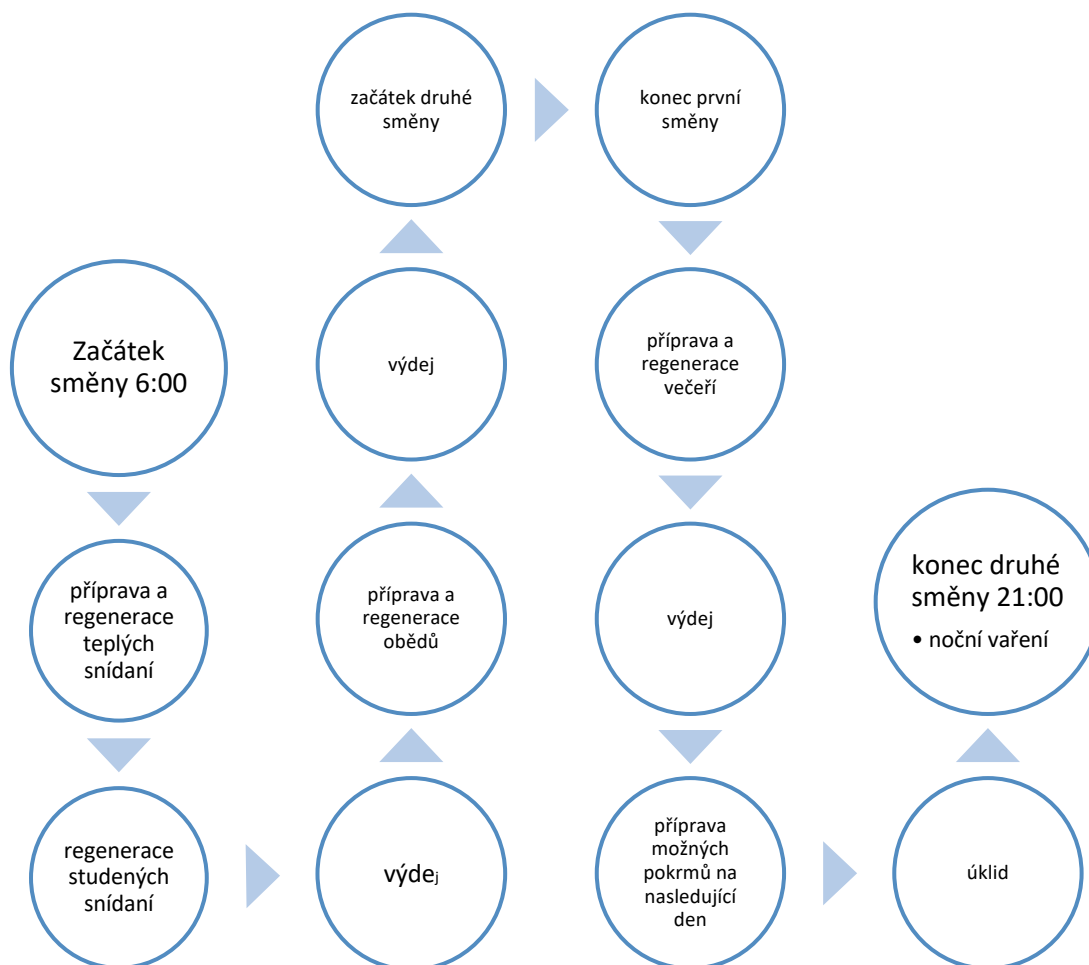 Začátek
směny 6:00
příprava a
regenerace
teplých
snídaní
regenerace
studených
snídaní
výdej
příprava a
regenerace
obědů
výdej
začátek druhé
směny
konec první
směny
příprava a
regenerace
večeří
výdej
příprava
možných
pokrmů na
nasledující
den
úklid
konec druhé
směny 21:00
• noční vaření